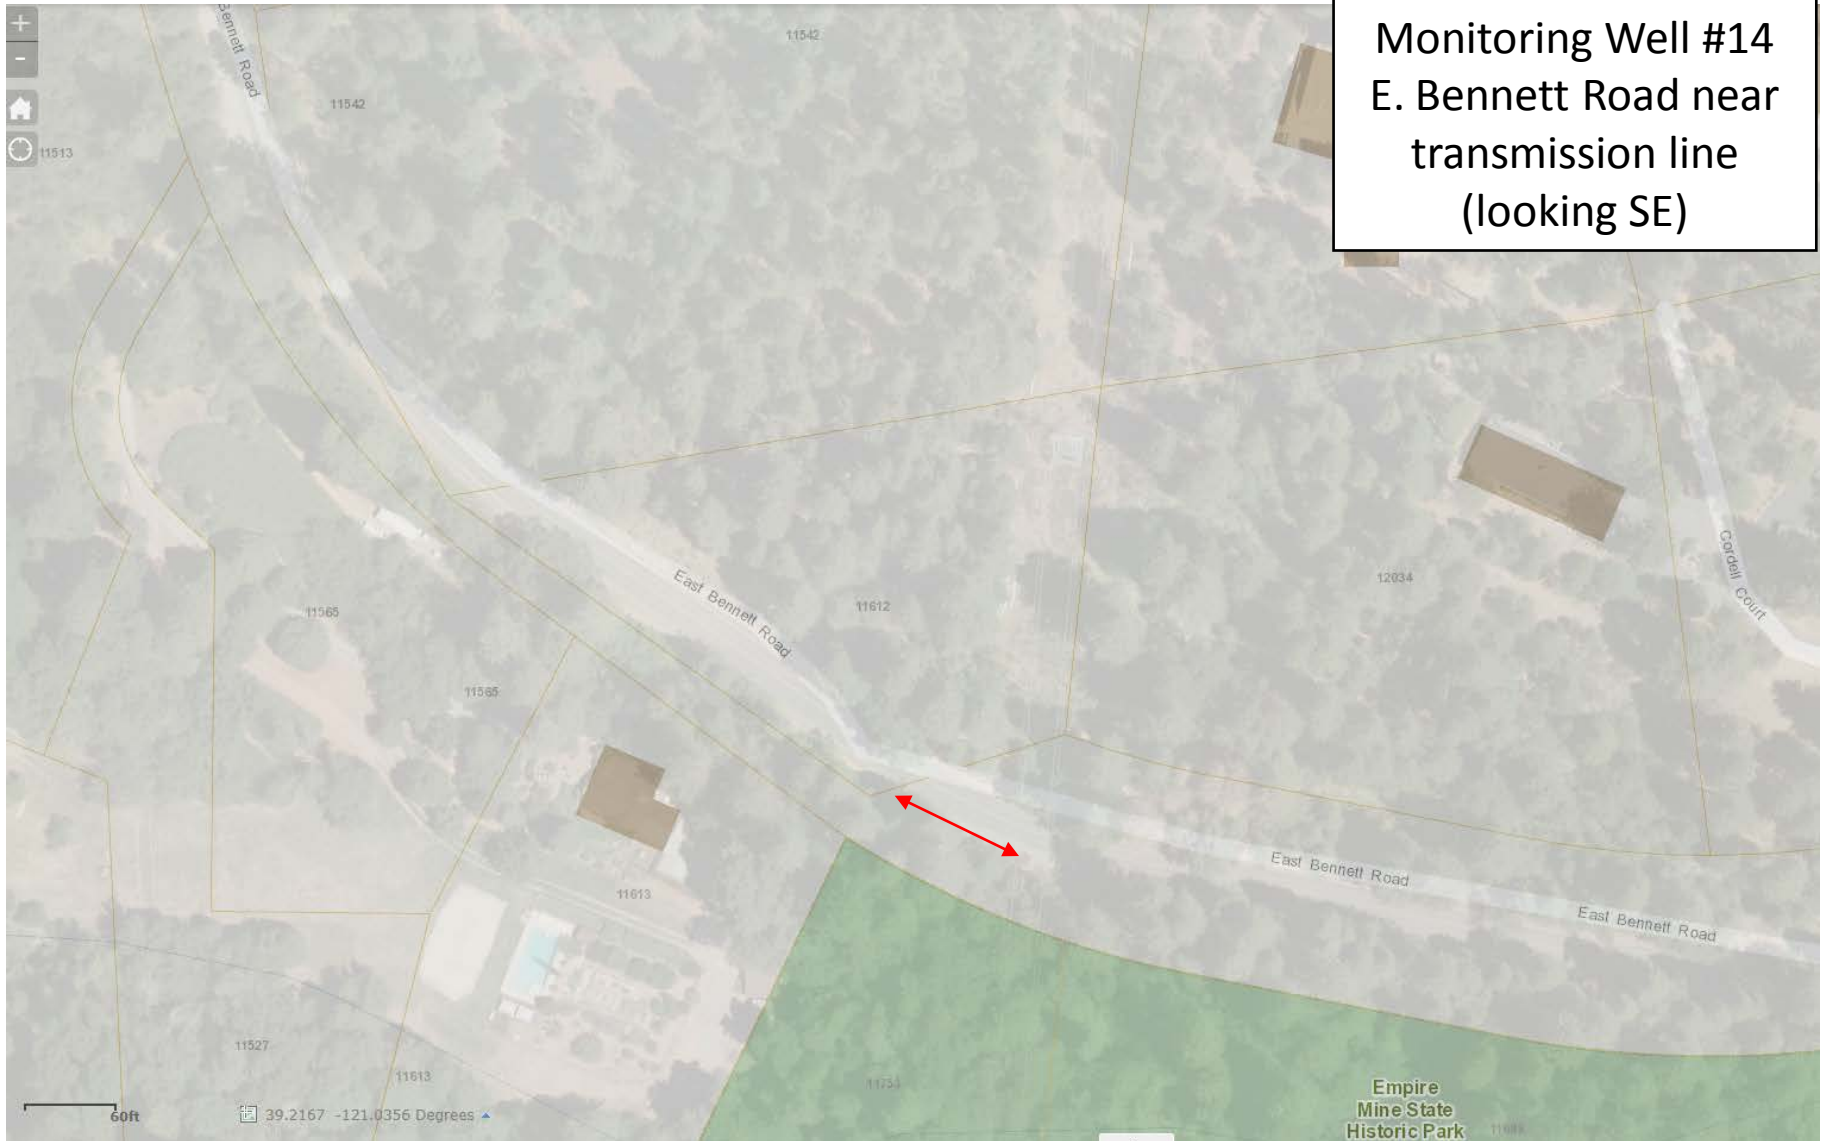 Monitoring Well #14
E. Bennett Road near
transmission line
(looking SE)
+
-
Bennett Road
11542
11542
11513
East Bennett Road
11612
12034
Cordell Court
11565
11565
11613
East Bennett Road
East Bennett Road
11527
11613
Empire
Mine State
Historic Park
60ft
39.2167 -121.0356 Degrees